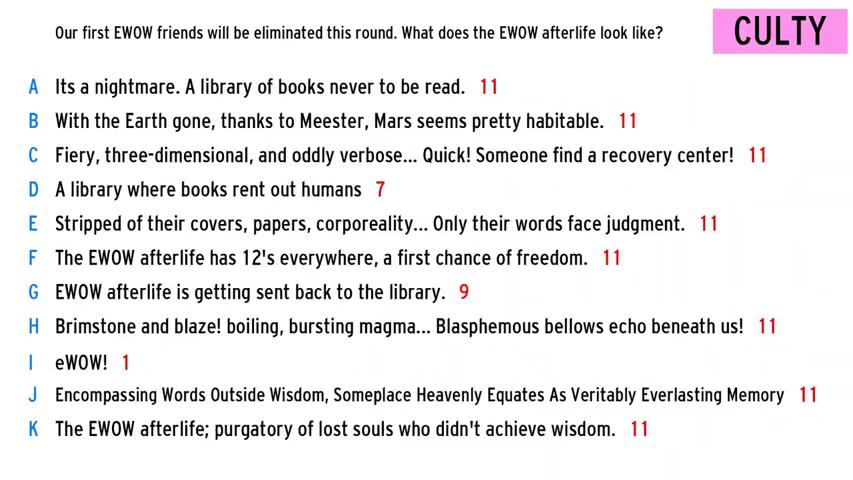 Our first EWOW friends will be eliminated this round. What does the EWOW afterlife look like?
CULTY
A Its a nightmare. A library of books never to be read. 11
B With the Earth gone, thanks to Meester, Mars seems pretty habitable. 11
C Fiery, three-dimensional, and oddly verbose... Quick! Someone find a recovery center! 11
D A library where books rent out humans 7
E Stripped of their covers, papers, corporeality... Only their words face judgment. 11
F The EWOW afterlife has 12's everywhere, a first chance of freedom. 11
G EWOW afterlife is getting sent back to the library. 9
H Brimstone and blaze! boiling, bursting magma... Blasphemous bellows echo beneath us! 11
I eWOW! 1
J Encompassing Words Outside Wisdom, Someplace Heavenly Equates As Veritably Everlasting Memory 11
K The EWOW afterlife; purgatory of lost souls who didn't achieve wisdom. 11